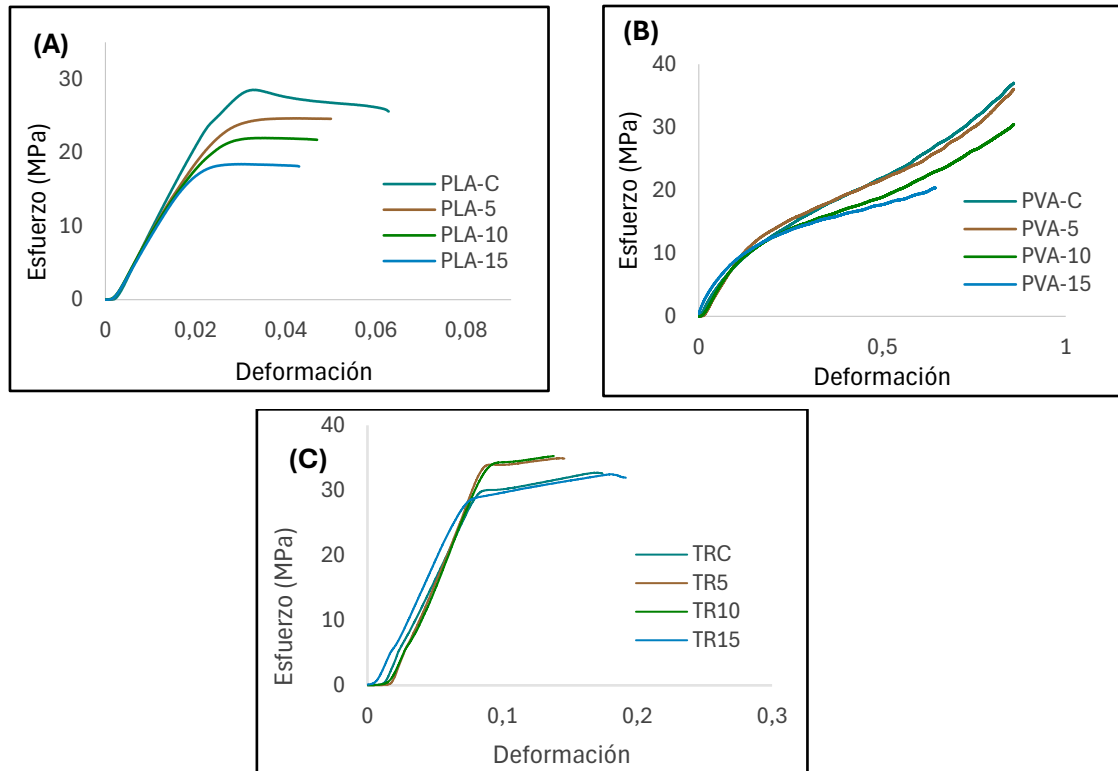 (A)
Esfuerzo (MPa)
30
20
10
0
0 0,02 0,04 0,06 0,08
Deformación
PLA-C
PLA-5
PLA-10
PLA-15
(B)
Esfuerzo (MPa)
40
30
20
10
0
0 0,5 1
Deformación
PVA-C
PVA-5
PVA-10
PVA-15
(C)
Esfuerzo (MPa)
40
30
20
10
0
0 0,1 0,2 0,3
Deformación
TRC
TR5
TR10
TR15